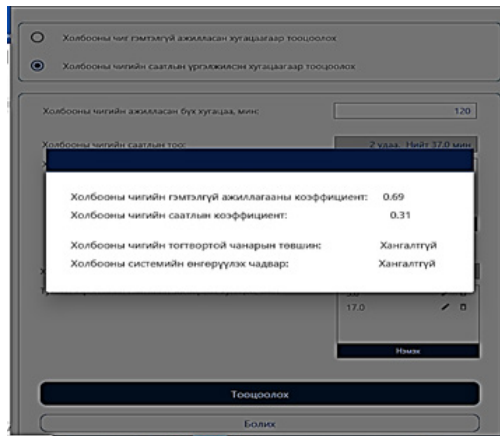 Холбооны чиг гэмтэлгүй ажилласан хугацаагаар тооцоолох
Холбооны чигийн саатлын үргэлжилсэн хугацаагаар тооцоолох
Холбооны чигийн ажилласан бүх хугацаа, мин: 120
Холбооны чигийн саатлын тоо: 2 удаа, Нийт 37.0 мин
Холбооны чигийн гэмтэлгүй ажиллагааны коэффициент: 0.69
Холбооны чигийн саатлын коэффициент: 0.31
Холбооны чигийн тогтвортой чанарын төвшин: Хангалтгүй
Холбооны системийн өнгөрүүлэх чадвар: Хангалтгүй
17.0
Нэмэх
Тооцоолох
Болих